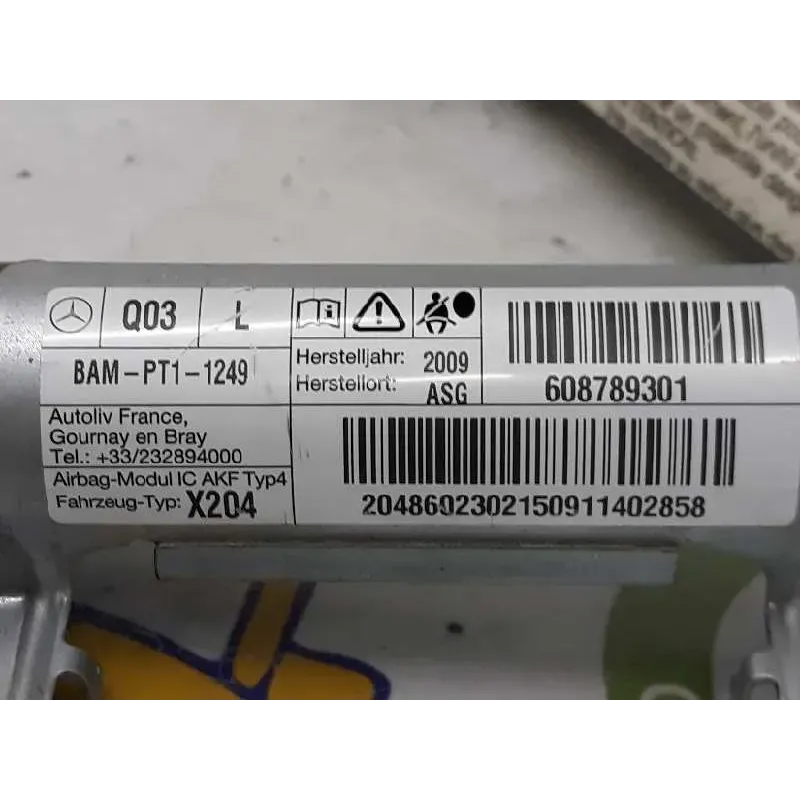 Q03 L
BAM-PT1-1249
Herstelljahr: 2009
Herstellort: ASG
608789301
Autoliv France,
Gournay en Bray
Tel.: +33/232894000
Airbag-Modul IC AKF Typ4
Fahrzeug-Typ: X204
2048602302150911402858